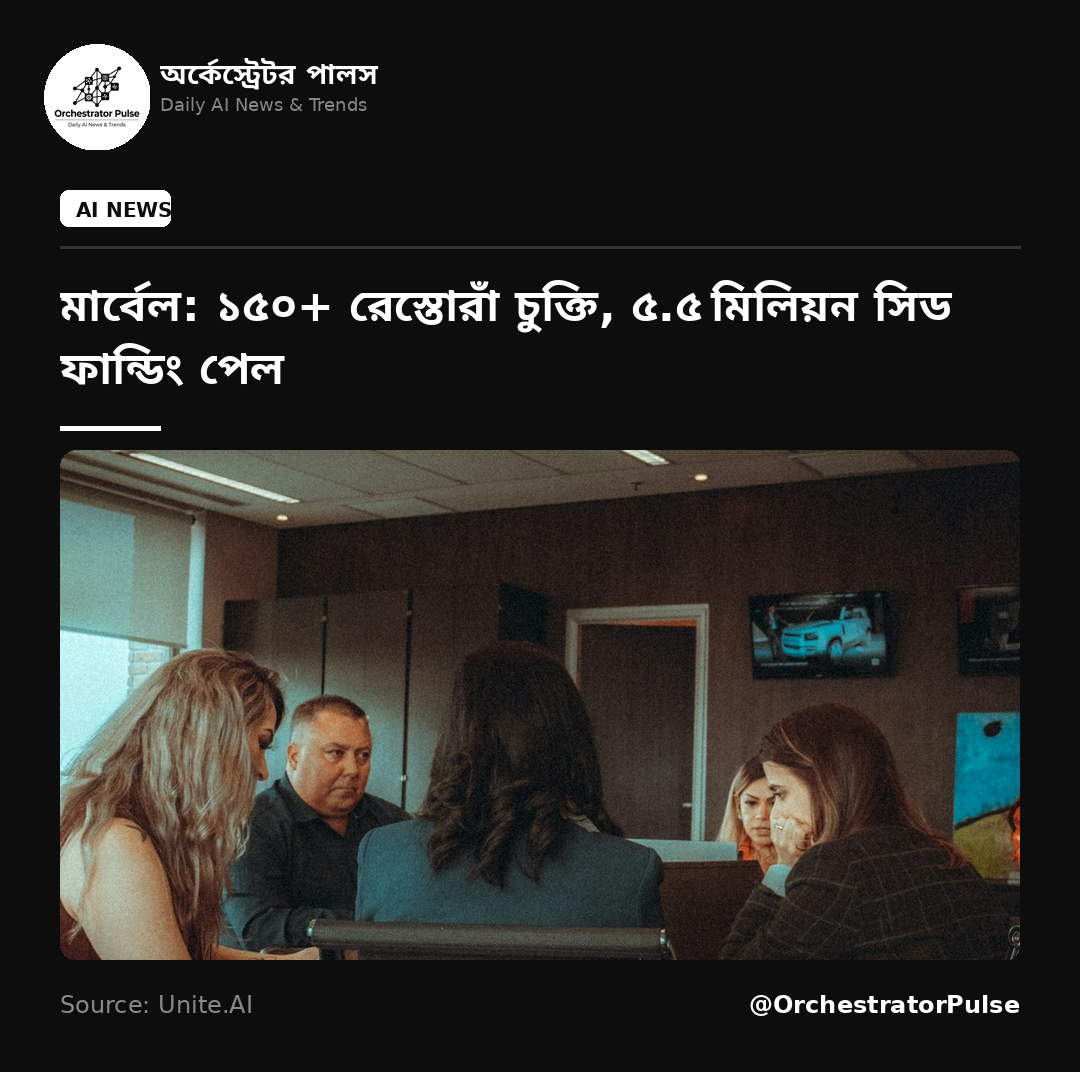 অর্কেস্ট্রেটর পালস
Daily AI News & Trends
Orchestrator Pulse
Daily AI News & Trends
AI NEWS
মার্বেল: ১৫০+ রেস্তোরাঁ চুক্তি, ৫.৫ মিলিয়ন সিড
ফান্ডিং পেল
Source: Unite.AI
@OrchestratorPulse